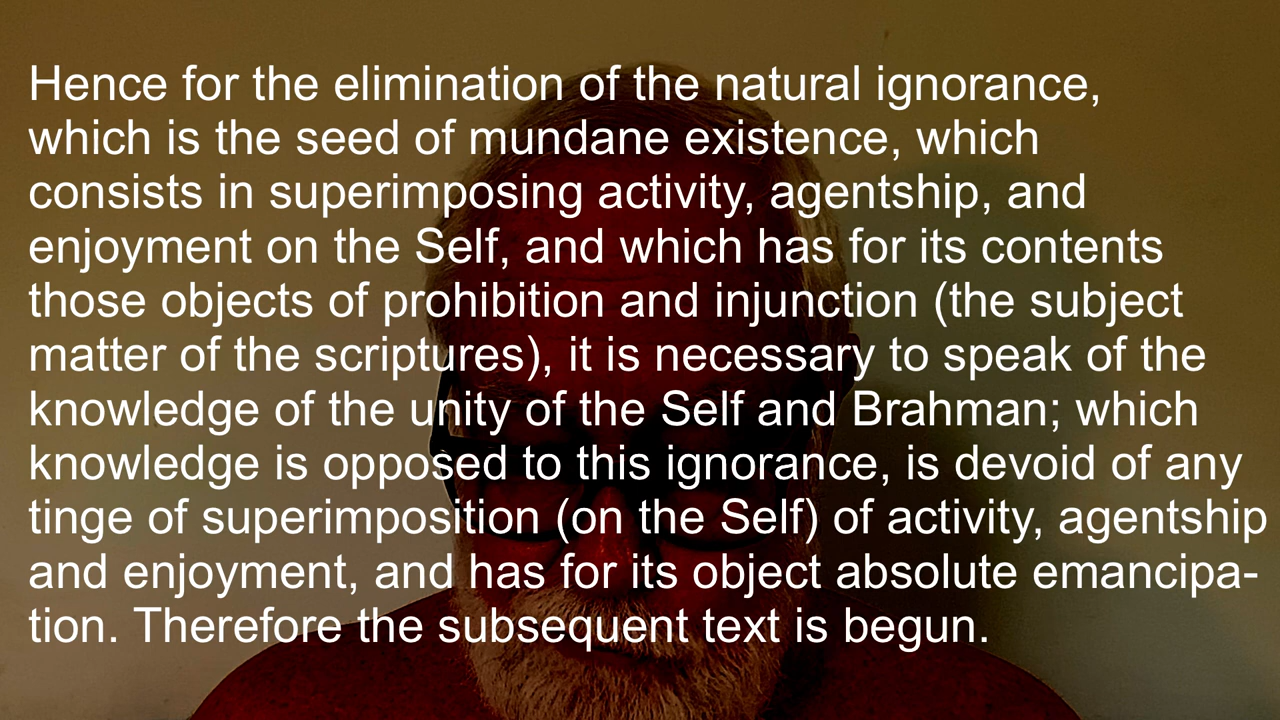 Hence for the elimination of the natural ignorance,
which is the seed of mundane existence, which
consists in superimposing activity, agentship, and
enjoyment on the Self, and which has for its contents
those objects of prohibition and injunction (the subject
matter of the scriptures), it is necessary to speak of the
knowledge of the unity of the Self and Brahman; which
knowledge is opposed to this ignorance, is devoid of any
tinge of superimposition (on the Self) of activity, agentship
and enjoyment, and has for its object absolute emancipa-
tion. Therefore the subsequent text is begun.